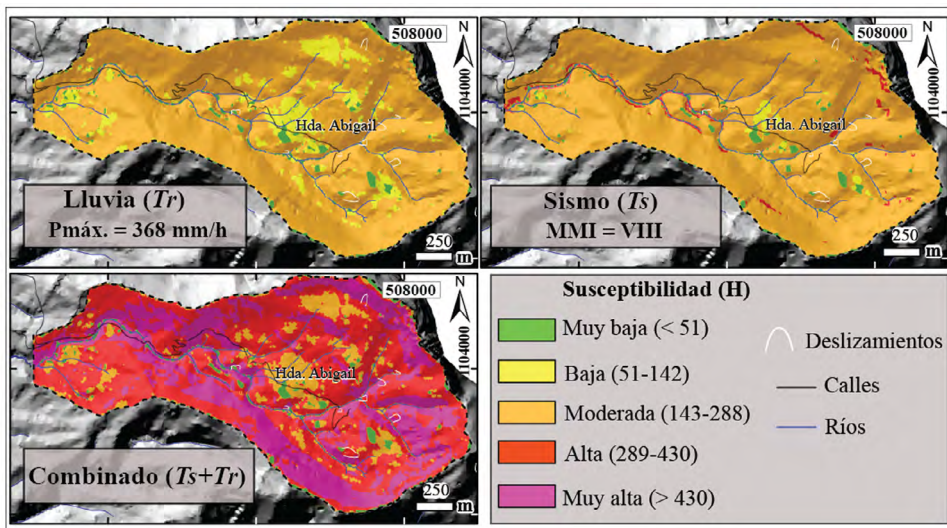 508000
N
1104000
Hda. Abigail
Lluvia (Tr)
Pmáx. = 368 mm/h
250
m
508000
N
1104000
Hda. Abigail
Sismo (Ts)
MMI = VIII
250
m
508000
N
1104000
Hda. Abigail
Combinado (Ts+Tr)
250
m
Susceptibilidad (H)
Muy baja (< 51)
Baja (51-142)
Moderada (143-288)
Alta (289-430)
Muy alta (> 430)
Deslizamientos
Calles
Ríos